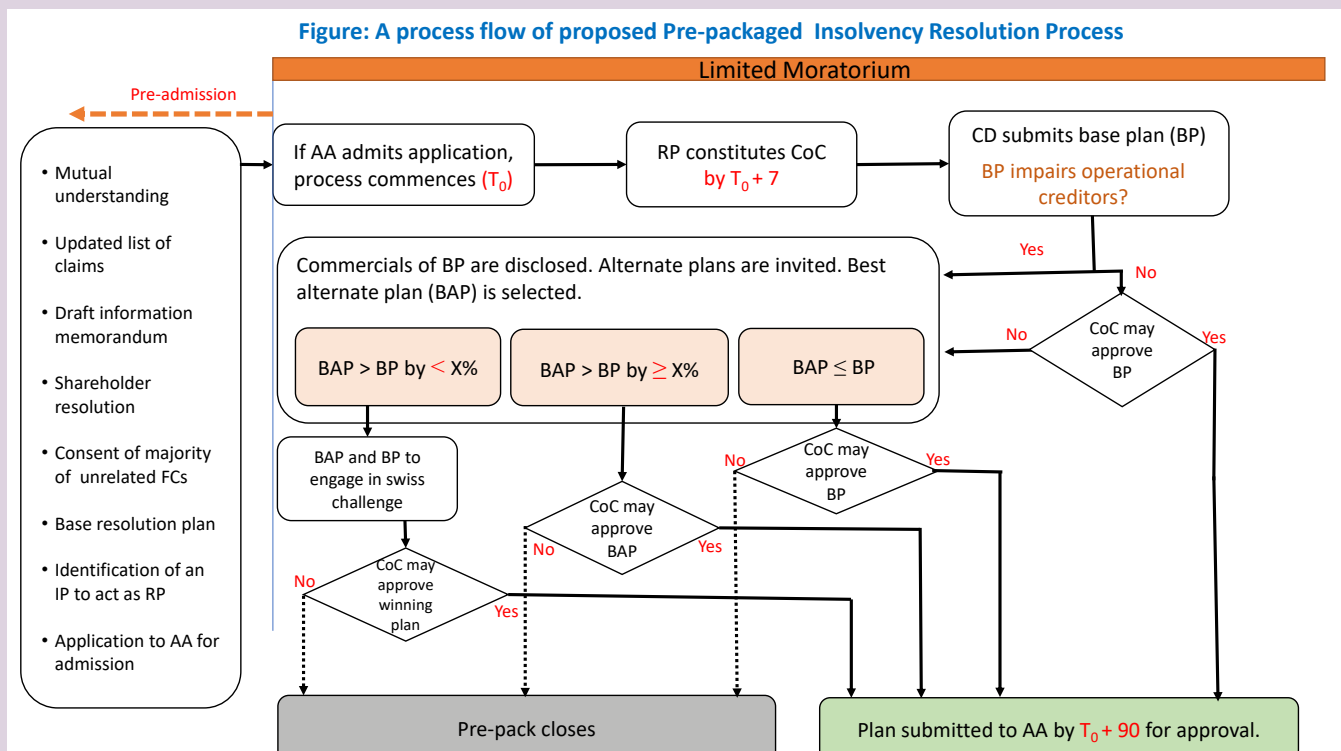 Figure: A process flow of proposed Pre-packaged Insolvency Resolution Process
Limited Moratorium
Pre-admission
• Mutual
understanding
• Updated list of
claims
• Draft information
memorandum
• Shareholder
resolution
• Consent of majority
of unrelated FCs
• Base resolution plan
• Identification of an
IP to act as RP
• Application to AA for
admission
If AA admits application,
process commences (T₀)
RP constitutes CoC
by T₀ + 7
CD submits base plan (BP)
BP impairs operational
creditors?
Yes
No
Commercials of BP are disclosed. Alternate plans are invited. Best
alternate plan (BAP) is selected.
No
CoC may
approve
BP
Yes
BAP > BP by < X%
BAP > BP by ≥ X%
BAP ≤ BP
BAP and BP to
engage in swiss
challenge
No
CoC may
approve
BP
Yes
No
CoC may
approve
BAP
Yes
No
CoC may
approve
winning
plan
Yes
Pre-pack closes
Plan submitted to AA by T₀ + 90 for approval.